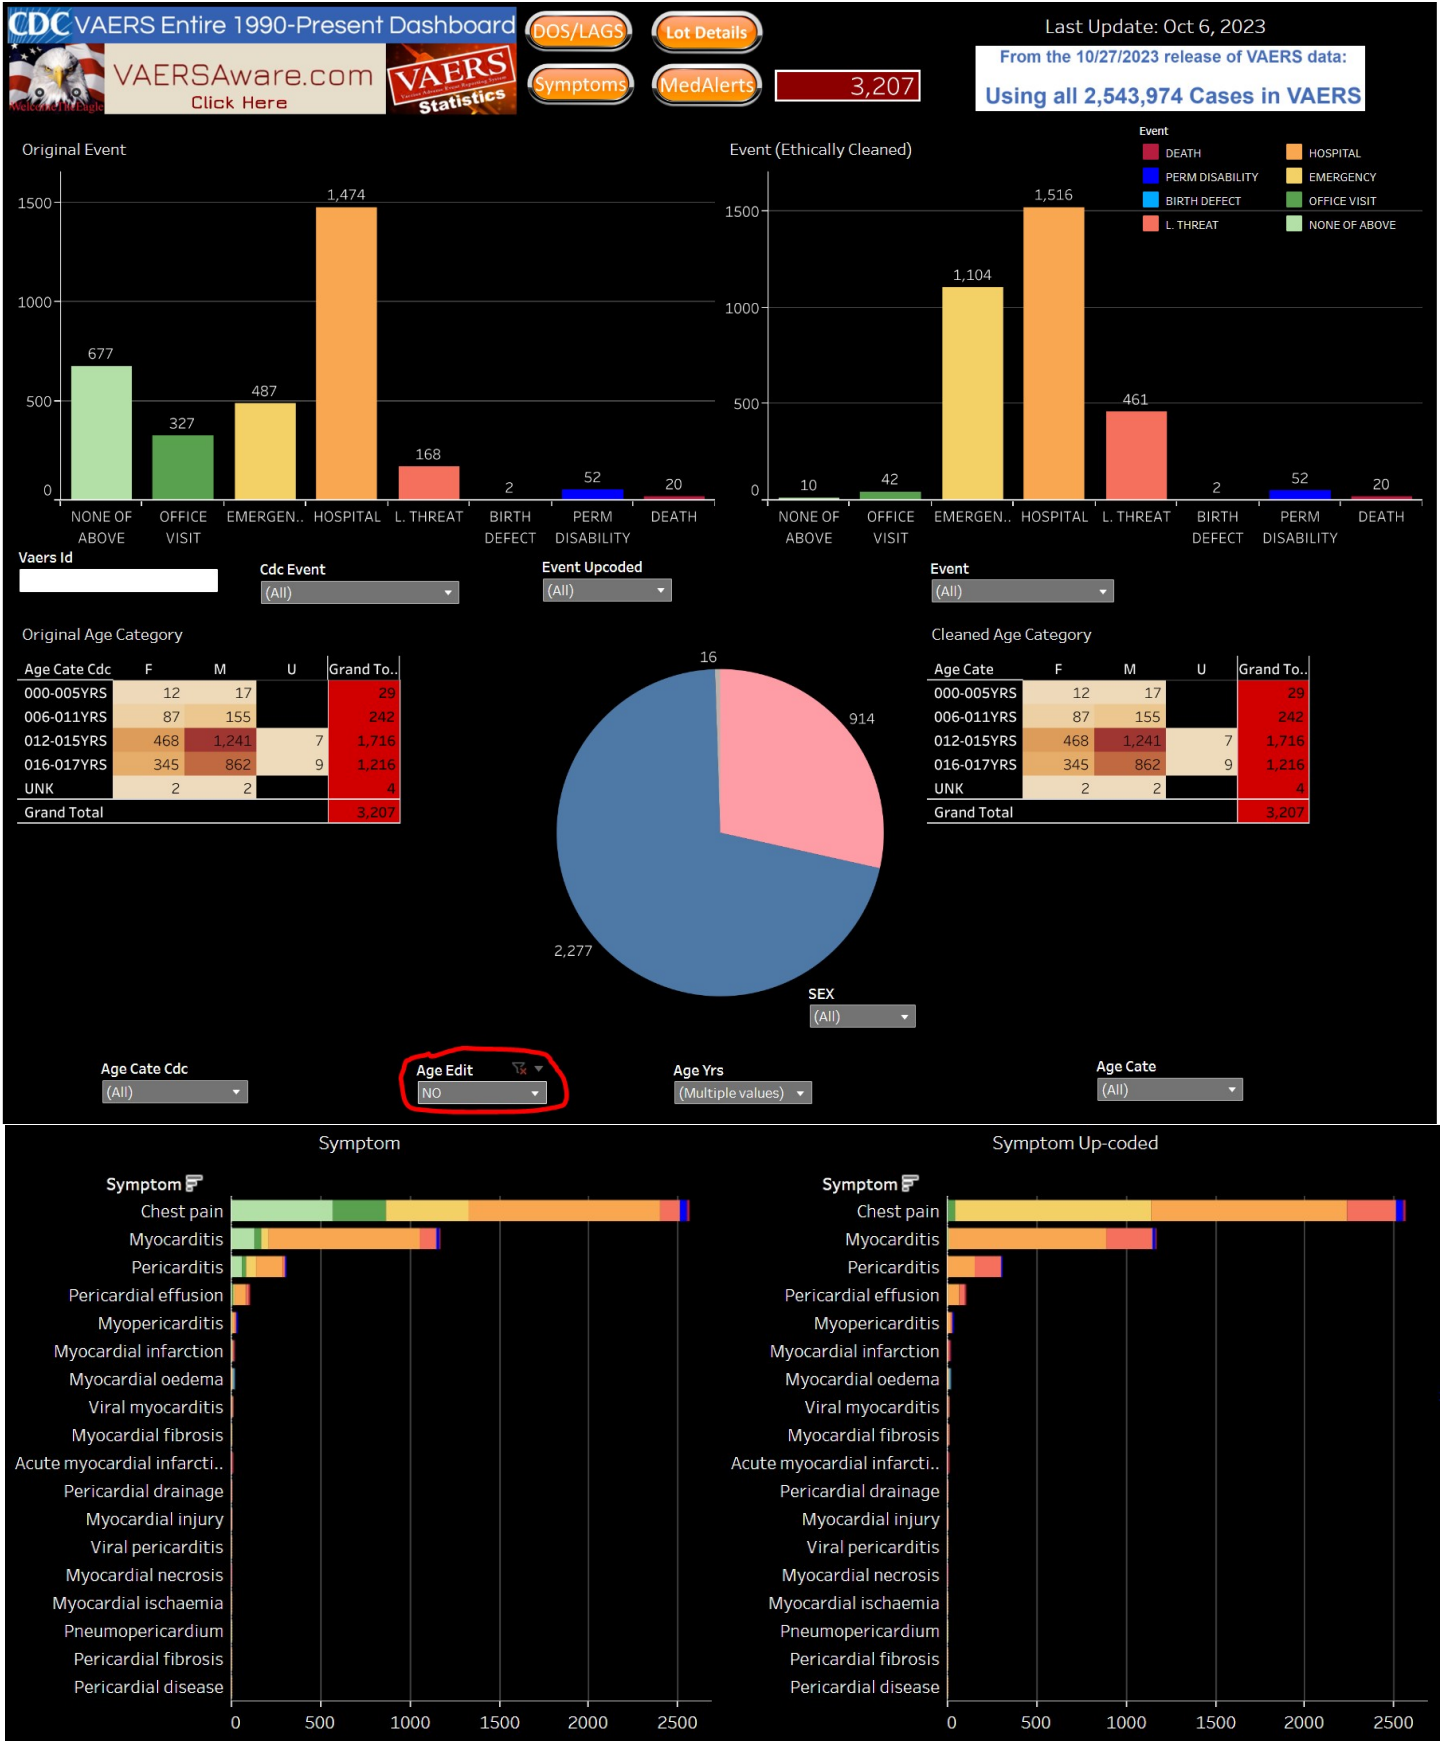 CDC VAERS Entire 1990-Present Dashboard
VAERSAware.com
Click Here
WelcomeTheEagle
VAERS
Vaccine Adverse Event Reporting System
Statistics
DOS/LAGS
Lot Details
Symptoms
MedAlerts
3,207
Last Update: Oct 6, 2023
From the 10/27/2023 release of VAERS data:
Using all 2,543,974 Cases in VAERS
Original Event
1500
1000
500
0
677
327
487
1,474
168
2
52
20
NONE OF ABOVE
OFFICE VISIT
EMERGEN..
HOSPITAL
L. THREAT
BIRTH DEFECT
PERM DISABILITY
DEATH
Event (Ethically Cleaned)
Event
DEATH
HOSPITAL
PERM DISABILITY
EMERGENCY
BIRTH DEFECT
OFFICE VISIT
L. THREAT
NONE OF ABOVE
1500
1000
500
0
10
42
1,104
1,516
461
2
52
20
NONE OF ABOVE
OFFICE VISIT
EMERGEN..
HOSPITAL
L. THREAT
BIRTH DEFECT
PERM DISABILITY
DEATH
Vaers Id
Cdc Event
(All)
Event Upcoded
(All)
Event
(All)
Original Age Category
Age Cate Cdc F M U Grand To..
000-005YRS 12 17 29
006-011YRS 87 155 242
012-015YRS 468 1,241 7 1,716
016-017YRS 345 862 9 1,216
UNK 2 2 4
Grand Total 3,207
16
914
2,277
SEX
(All)
Cleaned Age Category
Age Cate F M U Grand To..
000-005YRS 12 17 29
006-011YRS 87 155 242
012-015YRS 468 1,241 7 1,716
016-017YRS 345 862 9 1,216
UNK 2 2 4
Grand Total 3,207
Age Cate Cdc
(All)
Age Edit
NO
Age Yrs
(Multiple values)
Age Cate
(All)
Symptom
Symptom
Chest pain
Myocarditis
Pericarditis
Pericardial effusion
Myopericarditis
Myocardial infarction
Myocardial oedema
Viral myocarditis
Myocardial fibrosis
Acute myocardial infarcti..
Pericardial drainage
Myocardial injury
Viral pericarditis
Myocardial necrosis
Myocardial ischaemia
Pneumopericardium
Pericardial fibrosis
Pericardial disease
0 500 1000 1500 2000 2500
Symptom Up-coded
Symptom
Chest pain
Myocarditis
Pericarditis
Pericardial effusion
Myopericarditis
Myocardial infarction
Myocardial oedema
Viral myocarditis
Myocardial fibrosis
Acute myocardial infarcti..
Pericardial drainage
Myocardial injury
Viral pericarditis
Myocardial necrosis
Myocardial ischaemia
Pneumopericardium
Pericardial fibrosis
Pericardial disease
0 500 1000 1500 2000 2500